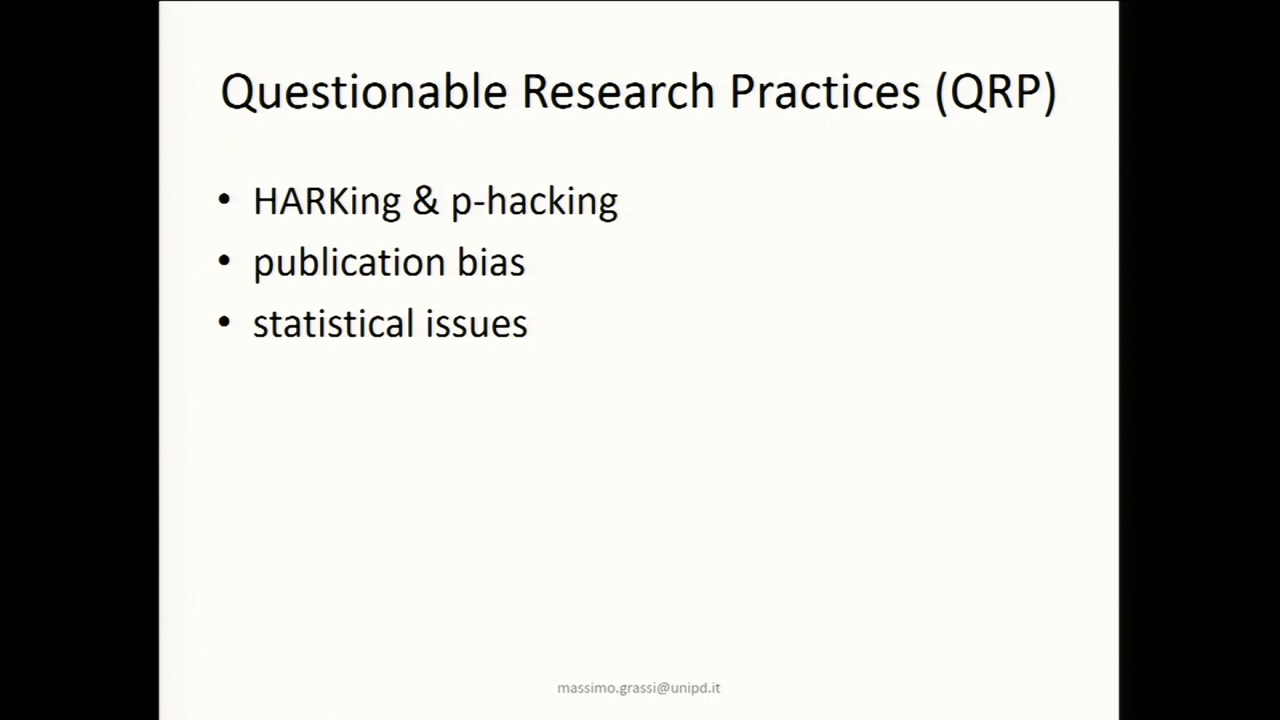 Questionable Research Practices (QRP)
• HARKing & p-hacking
• publication bias
• statistical issues
massimo.grassi@unipd.it